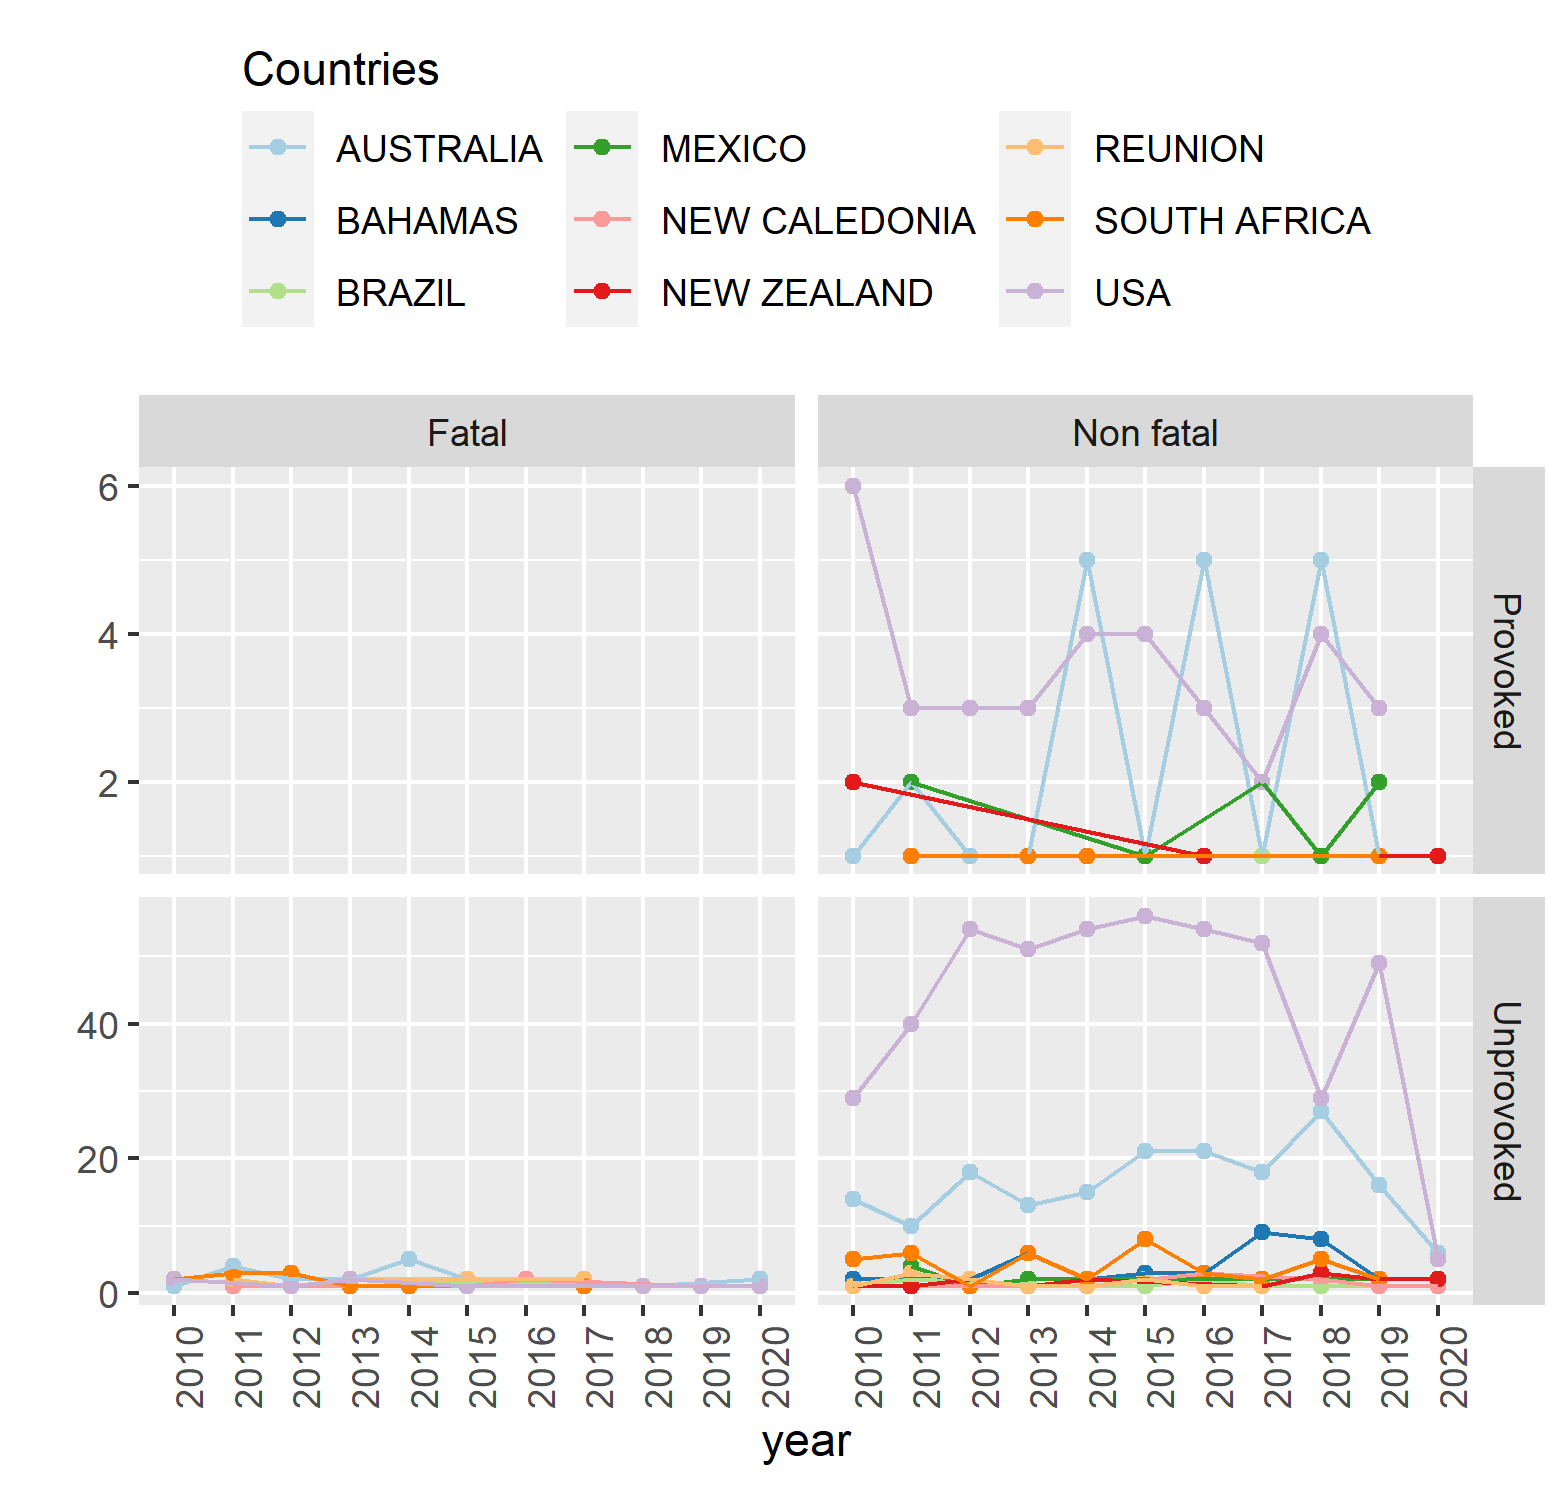 Countries
AUSTRALIA MEXICO REUNION
BAHAMAS NEW CALEDONIA SOUTH AFRICA
BRAZIL NEW ZEALAND USA
Fatal Non fatal
6
4
2
Provoked
40
20
0
Unprovoked
2010 2011 2012 2013 2014 2015 2016 2017 2018 2019 2020 2010 2011 2012 2013 2014 2015 2016 2017 2018 2019 2020
year